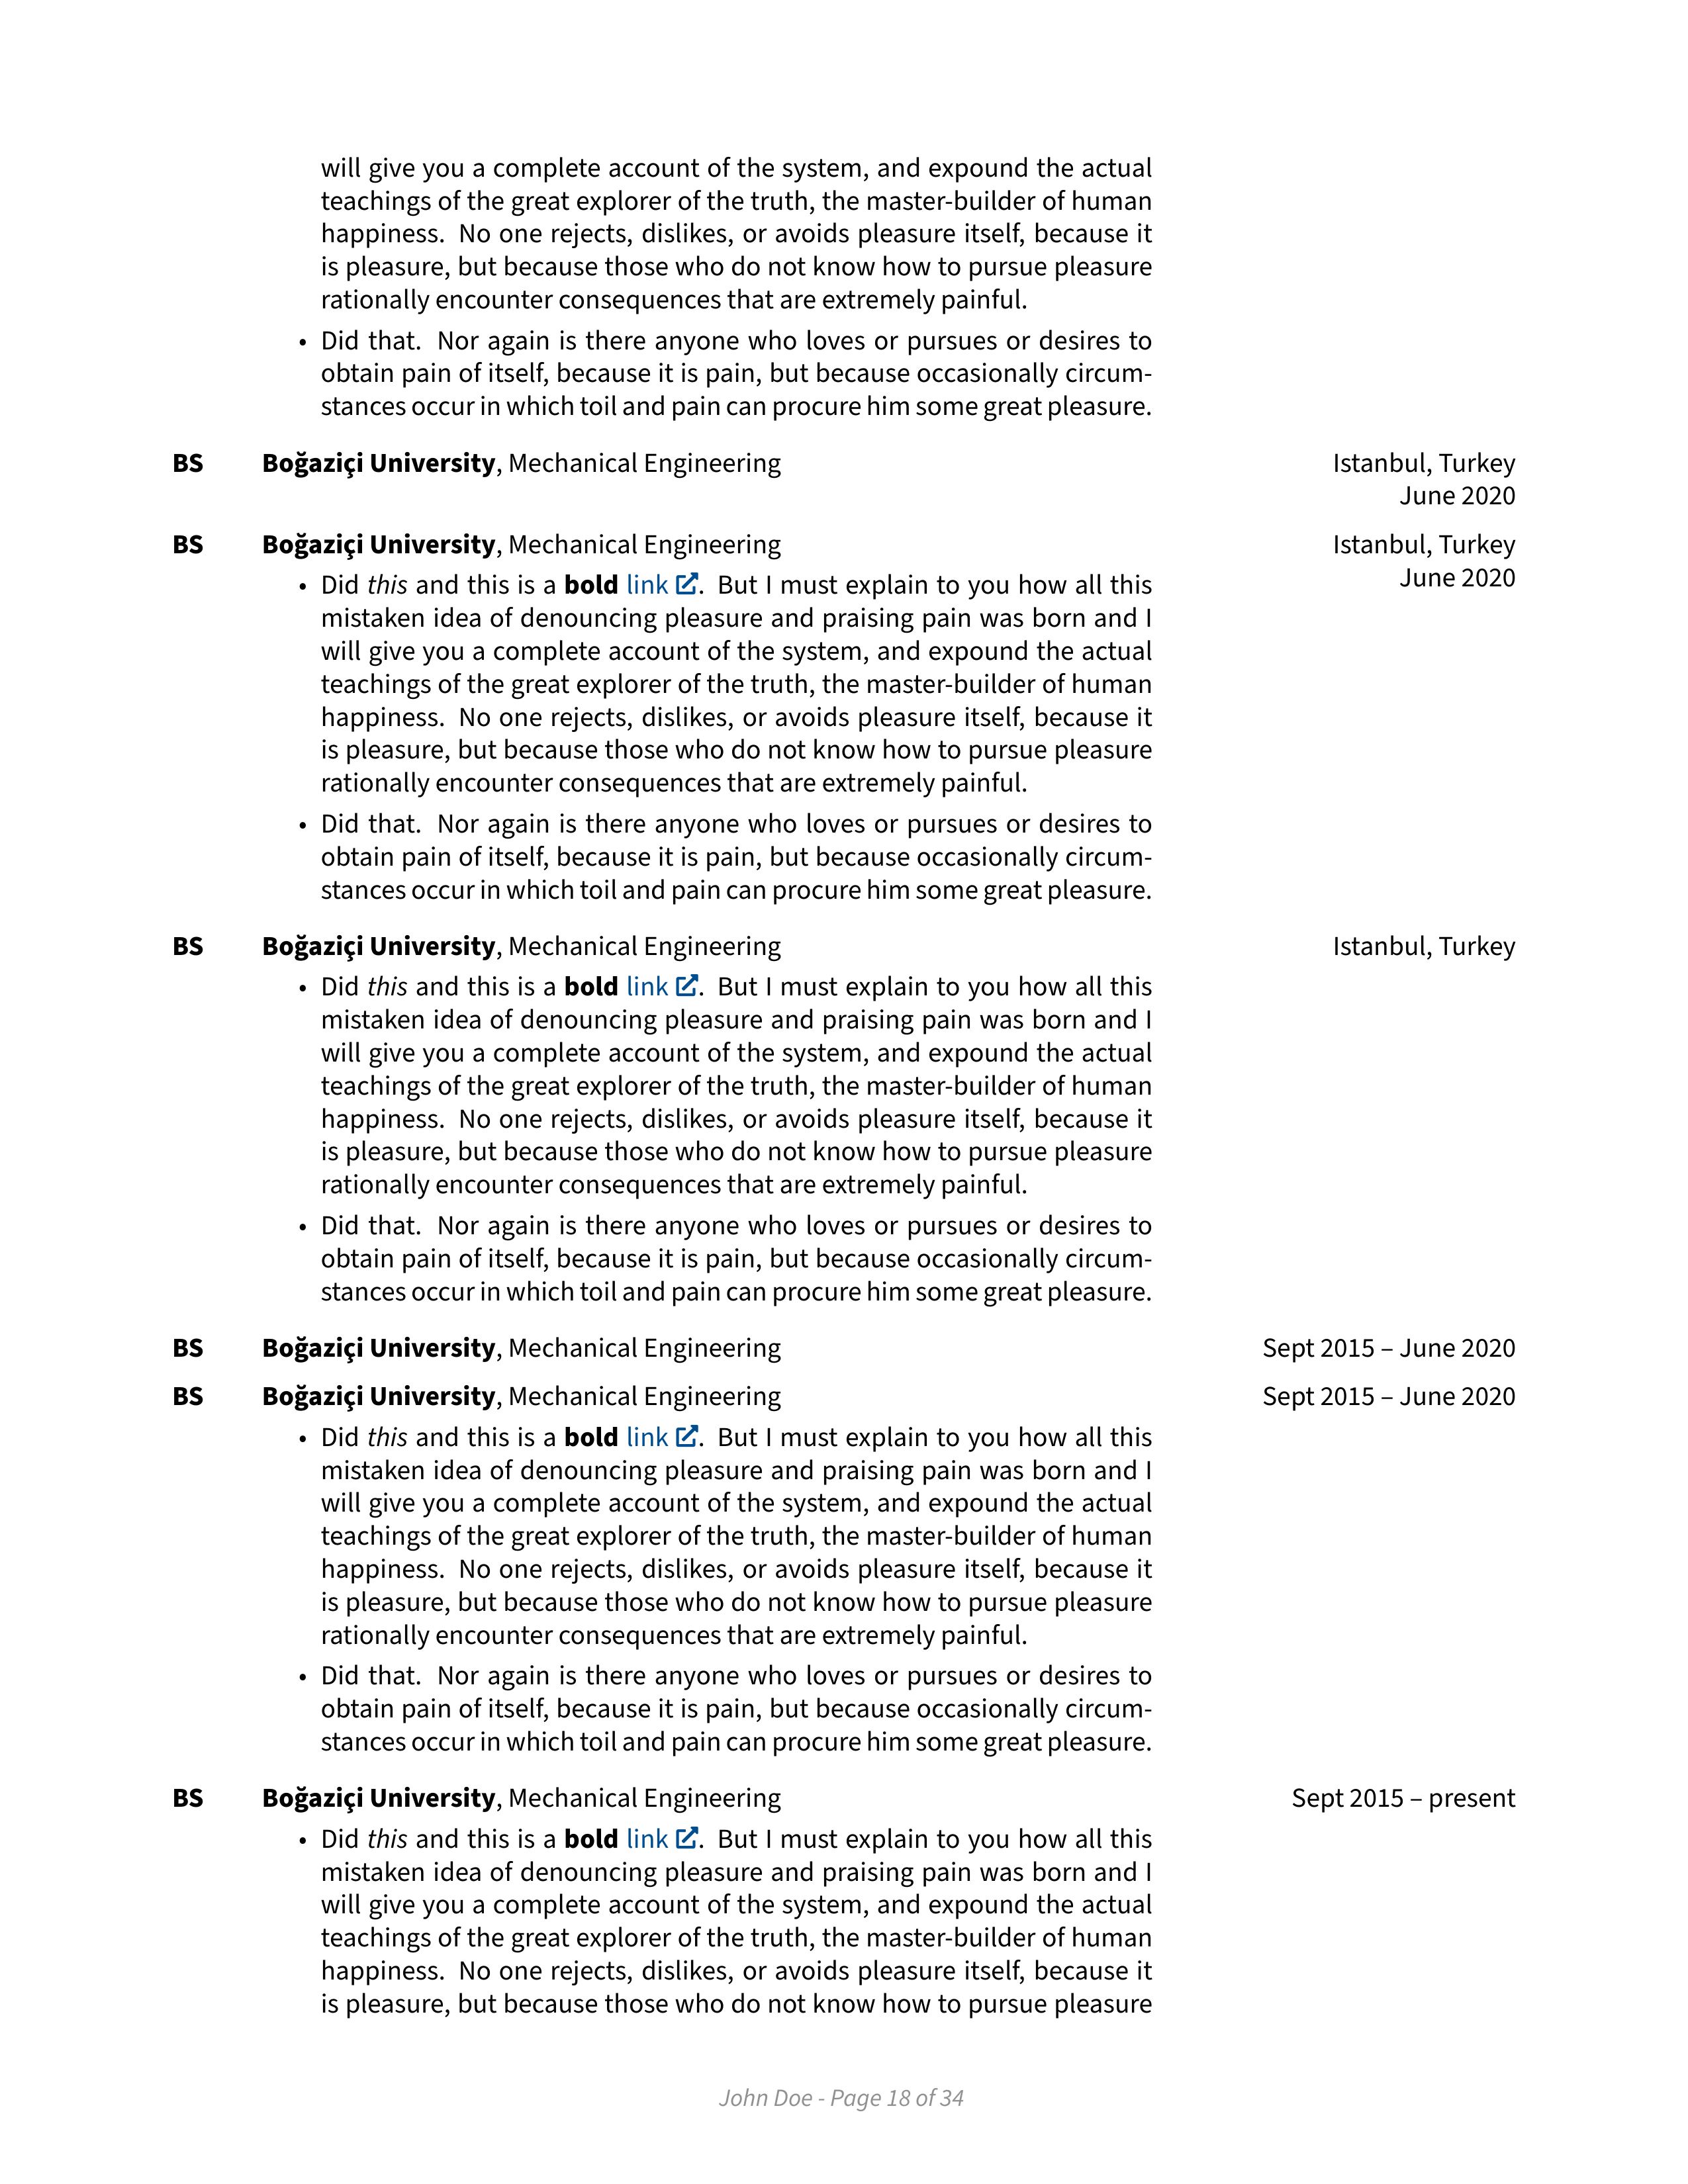 will give you a complete account of the system, and expound the actual
teachings of the great explorer of the truth, the master-builder of human
happiness. No one rejects, dislikes, or avoids pleasure itself, because it
is pleasure, but because those who do not know how to pursue pleasure
rationally encounter consequences that are extremely painful.
• Did that. Nor again is there anyone who loves or pursues or desires to
obtain pain of itself, because it is pain, but because occasionally circum-
stances occur in which toil and pain can procure him some great pleasure.
BS Boğaziçi University, Mechanical Engineering Istanbul, Turkey
June 2020
BS Boğaziçi University, Mechanical Engineering Istanbul, Turkey
June 2020
• Did this and this is a bold link. But I must explain to you how all this
mistaken idea of denouncing pleasure and praising pain was born and I
will give you a complete account of the system, and expound the actual
teachings of the great explorer of the truth, the master-builder of human
happiness. No one rejects, dislikes, or avoids pleasure itself, because it
is pleasure, but because those who do not know how to pursue pleasure
rationally encounter consequences that are extremely painful.
• Did that. Nor again is there anyone who loves or pursues or desires to
obtain pain of itself, because it is pain, but because occasionally circum-
stances occur in which toil and pain can procure him some great pleasure.
BS Boğaziçi University, Mechanical Engineering Istanbul, Turkey
• Did this and this is a bold link. But I must explain to you how all this
mistaken idea of denouncing pleasure and praising pain was born and I
will give you a complete account of the system, and expound the actual
teachings of the great explorer of the truth, the master-builder of human
happiness. No one rejects, dislikes, or avoids pleasure itself, because it
is pleasure, but because those who do not know how to pursue pleasure
rationally encounter consequences that are extremely painful.
• Did that. Nor again is there anyone who loves or pursues or desires to
obtain pain of itself, because it is pain, but because occasionally circum-
stances occur in which toil and pain can procure him some great pleasure.
BS Boğaziçi University, Mechanical Engineering Sept 2015 – June 2020
BS Boğaziçi University, Mechanical Engineering Sept 2015 – June 2020
• Did this and this is a bold link. But I must explain to you how all this
mistaken idea of denouncing pleasure and praising pain was born and I
will give you a complete account of the system, and expound the actual
teachings of the great explorer of the truth, the master-builder of human
happiness. No one rejects, dislikes, or avoids pleasure itself, because it
is pleasure, but because those who do not know how to pursue pleasure
rationally encounter consequences that are extremely painful.
• Did that. Nor again is there anyone who loves or pursues or desires to
obtain pain of itself, because it is pain, but because occasionally circum-
stances occur in which toil and pain can procure him some great pleasure.
BS Boğaziçi University, Mechanical Engineering Sept 2015 – present
• Did this and this is a bold link. But I must explain to you how all this
mistaken idea of denouncing pleasure and praising pain was born and I
will give you a complete account of the system, and expound the actual
teachings of the great explorer of the truth, the master-builder of human
happiness. No one rejects, dislikes, or avoids pleasure itself, because it
is pleasure, but because those who do not know how to pursue pleasure
John Doe - Page 18 of 34